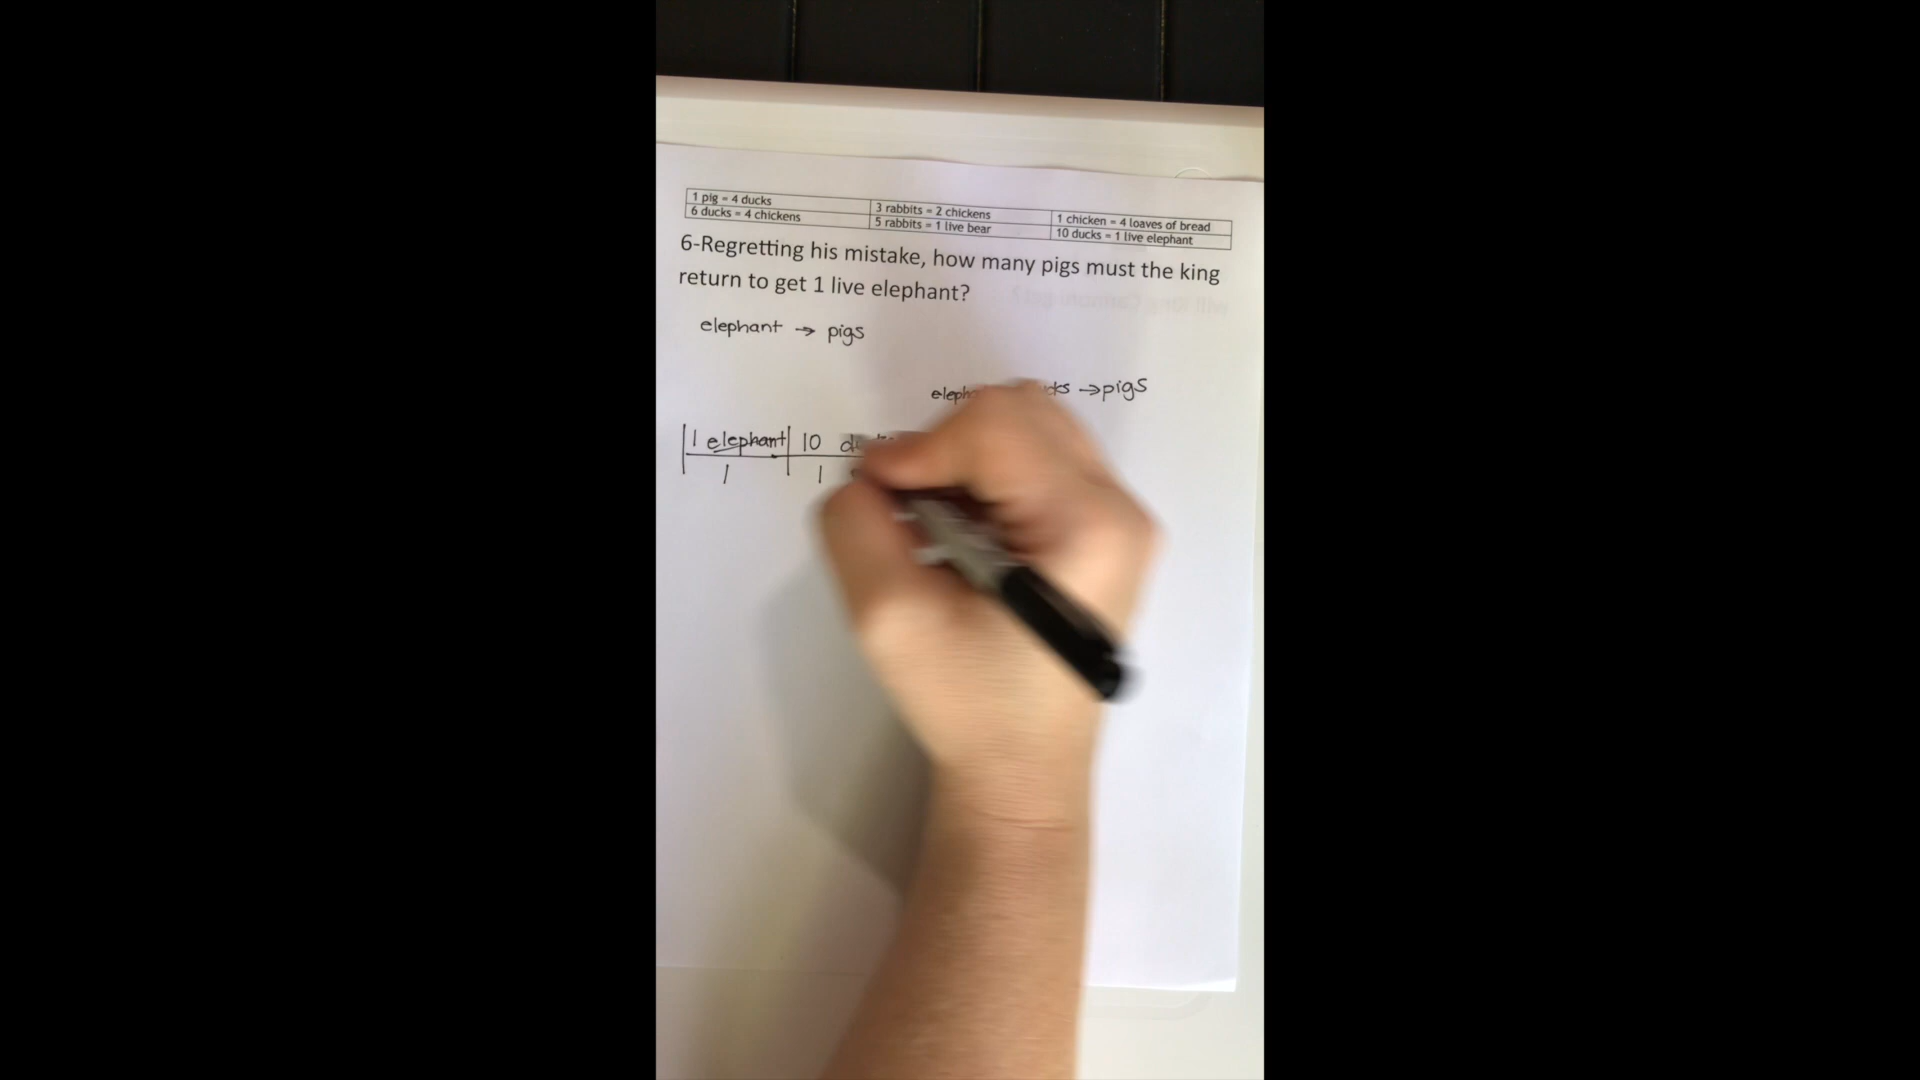 1 pig = 4 ducks 3 rabbits = 2 chickens 1 chicken = 4 loaves of bread
6 ducks = 4 chickens 5 rabbits = 1 live bear 10 ducks = 1 live elephant
6-Regretting his mistake, how many pigs must the king
return to get 1 live elephant?
elephant → pigs
→ pigs
1 elephant 10
1 1